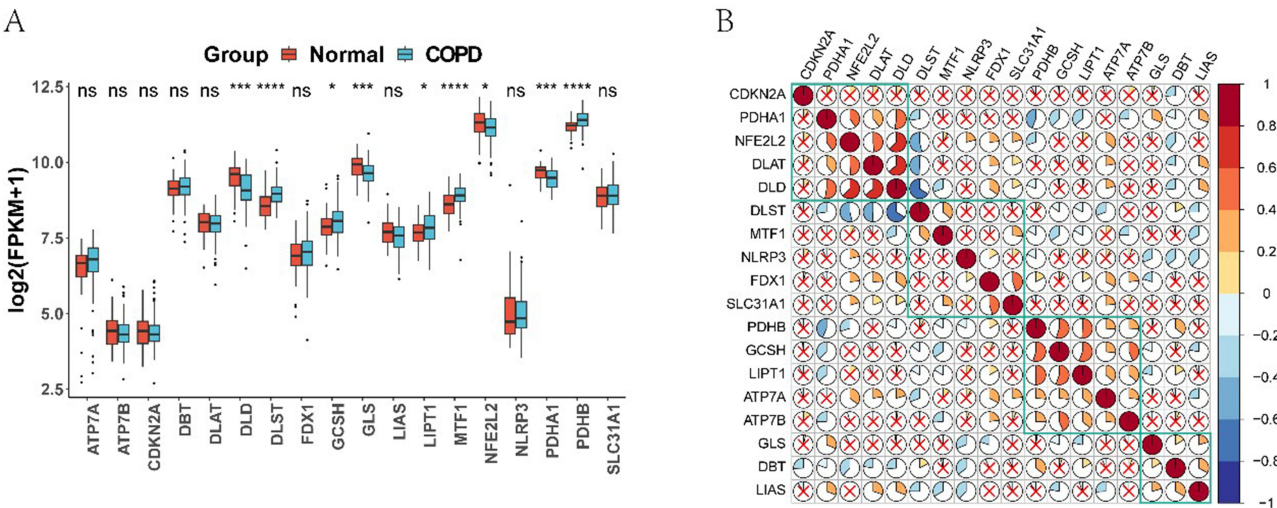 A
Group Normal COPD
log2(FPKM+1)
12.5
10.0
7.5
5.0
2.5
ns ns ns ns ns *** **** ns * *** ns * **** * ns *** **** ns
ATP7A
ATP7B
CDKN2A
DBT
DLAT
DLD
DLST
FDX1
GCSH
GLS
LIAS
LIPT1
MTF1
NFE2L2
NLRP3
PDHA1
PDHB
SLC31A1
B
CDKN2A
PDHA1
NFE2L2
DLAT
DLD
DLST
MTF1
NLRP3
FDX1
SLC31A1
PDHB
GCSH
LIPT1
ATP7A
ATP7B
GLS
DBT
LIAS
CDKN2A
PDHA1
NFE2L2
DLAT
DLD
DLST
MTF1
NLRP3
FDX1
SLC31A1
PDHB
GCSH
LIPT1
ATP7A
ATP7B
GLS
DBT
LIAS
1
0.8
0.6
0.4
0.2
0
-0.2
-0.4
-0.6
-0.8
-1